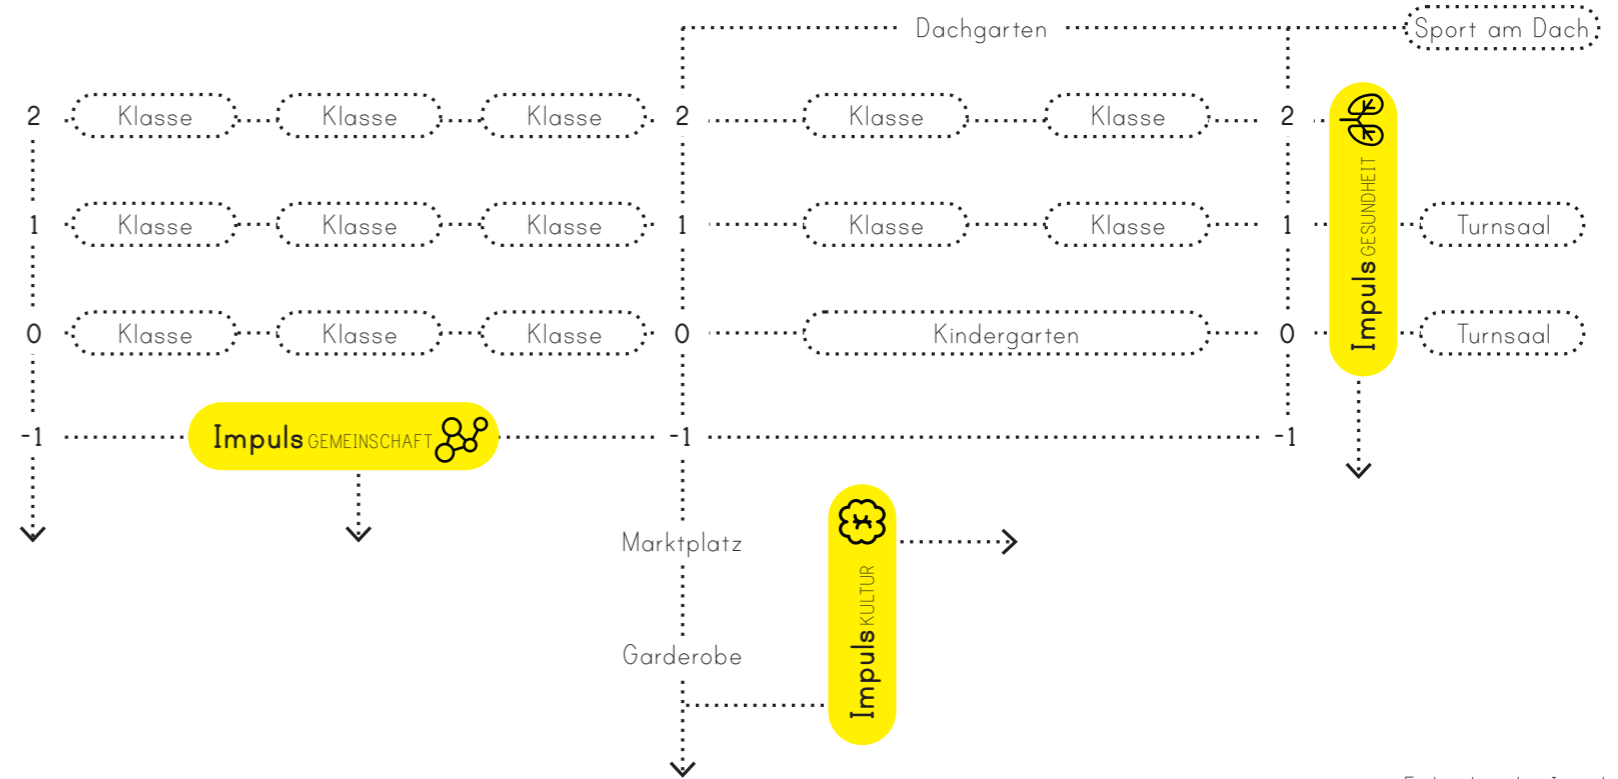 Dachgarten Sport am Dach
2 Klasse Klasse Klasse 2 Klasse Klasse 2
Impuls GESUNDHEIT
1 Klasse Klasse Klasse 1 Klasse Klasse 1 Turnsaal
0 Klasse Klasse Klasse 0 Kindergarten 0 Turnsaal
-1 Impuls GEMEINSCHAFT -1 -1
Marktplatz
Impuls KULTUR
Garderobe